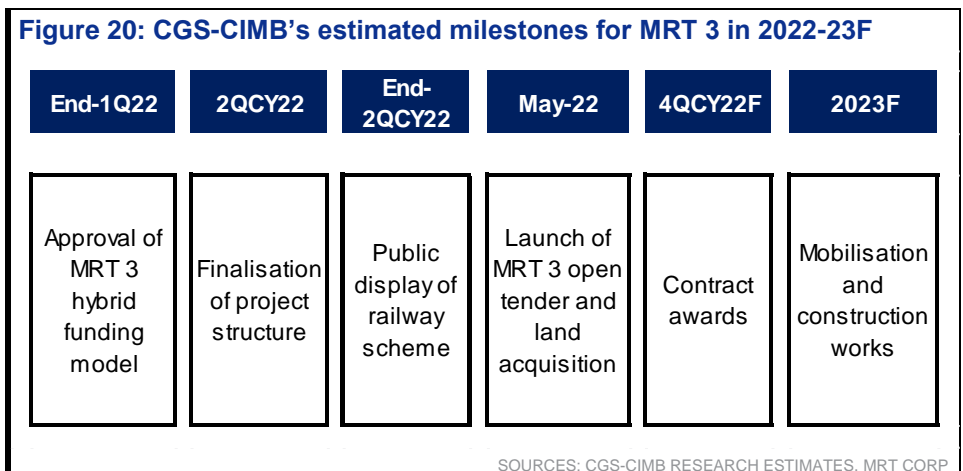 Figure 20: CGS-CIMB's estimated milestones for MRT 3 in 2022-23F
End-1Q22
2QCY22
End-
2QCY22
May-22
4QCY22F
2023F
Approval of
MRT 3
hybrid
funding
model
Finalisation
of project
structure
Public
display of
railway
scheme
Launch of
MRT 3 open
tender and
land
acquisition
Contract
awards
Mobilisation
and
construction
works
SOURCES: CGS-CIMB RESEARCH ESTIMATES, MRT CORP